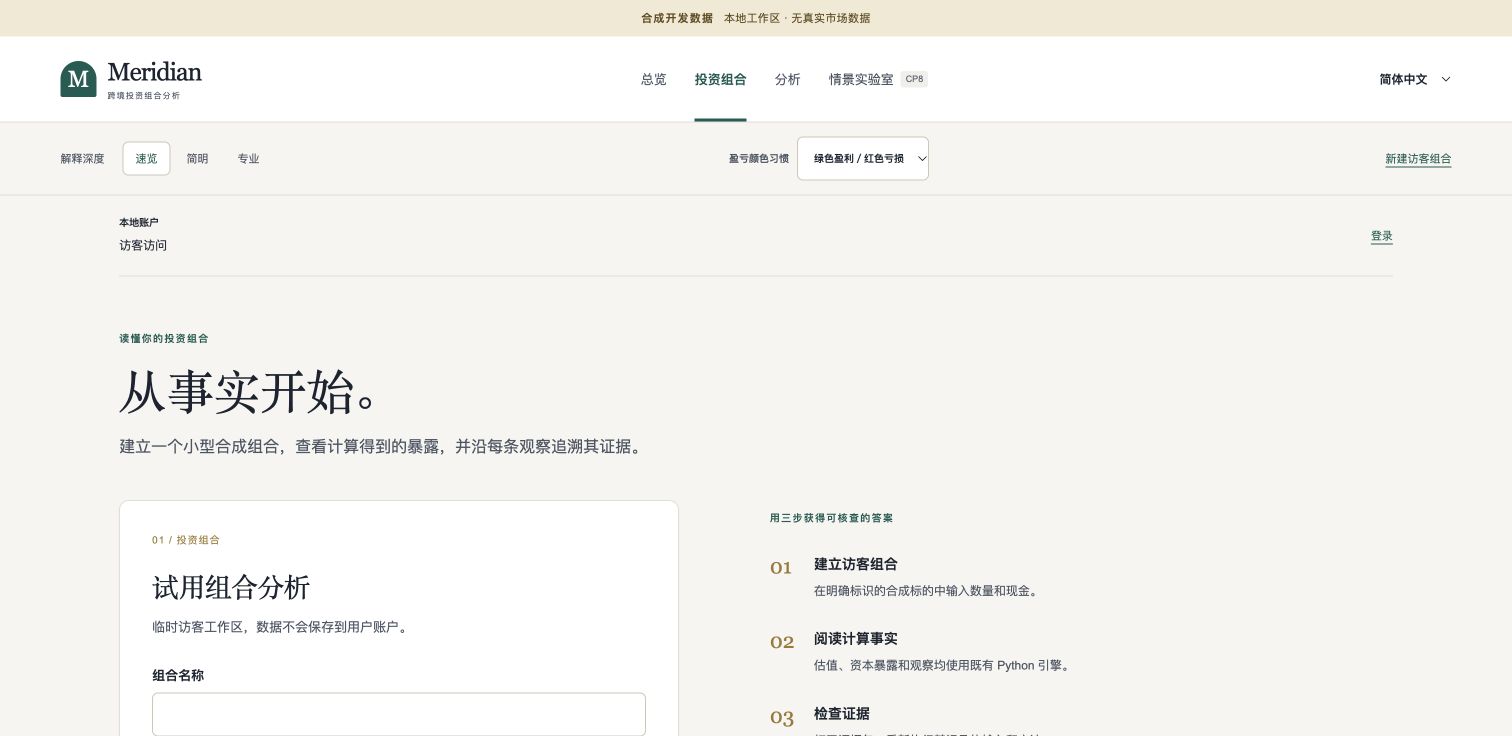 合成开发数据 本地工作区 · 无真实市场数据
M
Meridian
跨境投资组合分析
总览 投资组合 分析 情景实验室 CP8
简体中文
解释深度 速览 简明 专业
盈亏颜色习惯 绿色盈利 / 红色亏损
新建访客组合
本地账户
访客访问
登录
读懂你的投资组合
从事实开始。
建立一个小型合成组合，查看计算得到的暴露，并沿每条观察追溯其证据。
01 / 投资组合
试用组合分析
临时访客工作区，数据不会保存到用户账户。
组合名称
用三步获得可核查的答案
01 建立访客组合
在明确标识的合成标的中输入数量和现金。
02 阅读计算事实
估值、资本暴露和观察均使用既有 Python 引擎。
03 检查证据